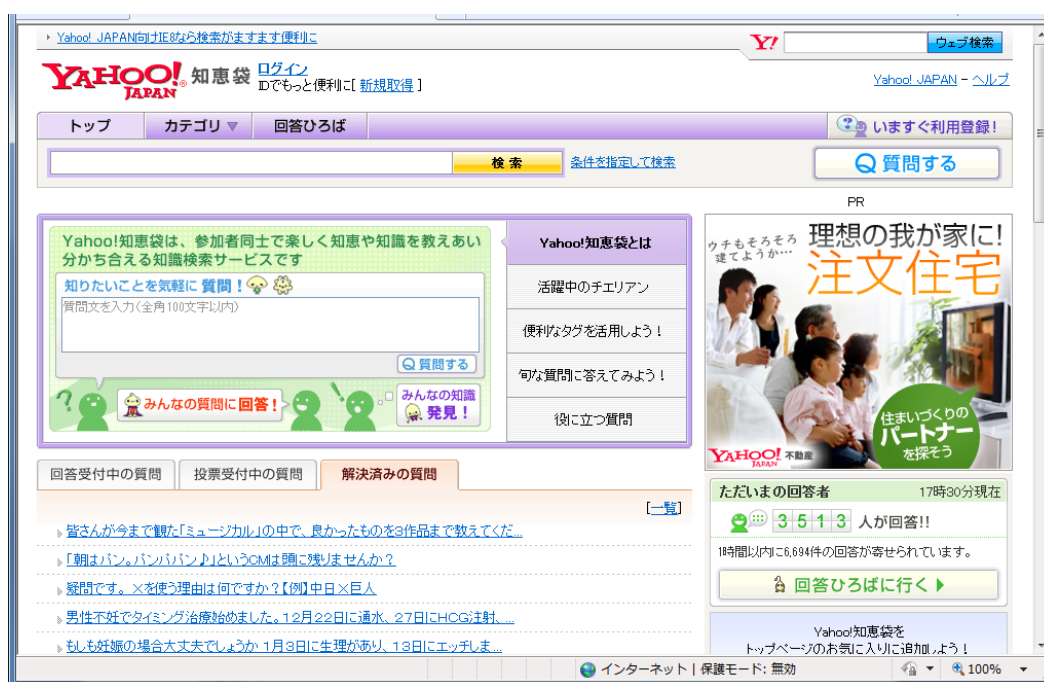 Yahoo! JAPAN向けIE8なら検索がますます便利に
Y!
ウェブ検索
YAHOO! JAPAN 知恵袋
ログイン
IDでもっと便利に[ 新規取得 ]
Yahoo! JAPAN - ヘルプ
トップ
カテゴリ ▼
回答ひろば
いますぐ利用登録!
検索
条件を指定して検索
Q 質問する
PR
Yahoo!知恵袋は、参加者同士で楽しく知恵や知識を教えあい
分かち合える知識検索サービスです
知りたいことを気軽に 質問!
質問文を入力(全角100文字以内)
Q 質問する
みんなの質問に回答!
みんなの知識
発見!
Yahoo!知恵袋とは
活躍中のチエリアン
便利なタグを活用しよう!
旬な質問に答えてみよう!
役に立つ質問
ウチもそろそろ
建てようか…
理想の我が家に!
注文住宅
住まいづくりの
パートナー
を探そう
YAHOO! JAPAN 不動産
回答受付中の質問
投票受付中の質問
解決済みの質問
[一覧]
皆さんが今まで観た「ミュージカル」の中で、良かったものを3作品まで教えてくだ...
「朝はパン。パンパパン♪」というCMは頭に残りませんか?
疑問です。×を使う理由は何ですか?【例】中日×巨人
男性不妊でタイミング治療始めました。12月22日に通水、27日にHCG注射、...
もしも妊娠の場合大丈夫でしょうか 1月3日に生理があり、13日にエッチしま...
ただいまの回答者
17時30分現在
3513 人が回答!!
1時間以内に6,694件の回答が寄せられています。
回答ひろばに行く
Yahoo!知恵袋を
トップページのお気に入りに追加しよう!
インターネット | 保護モード: 無効
100%